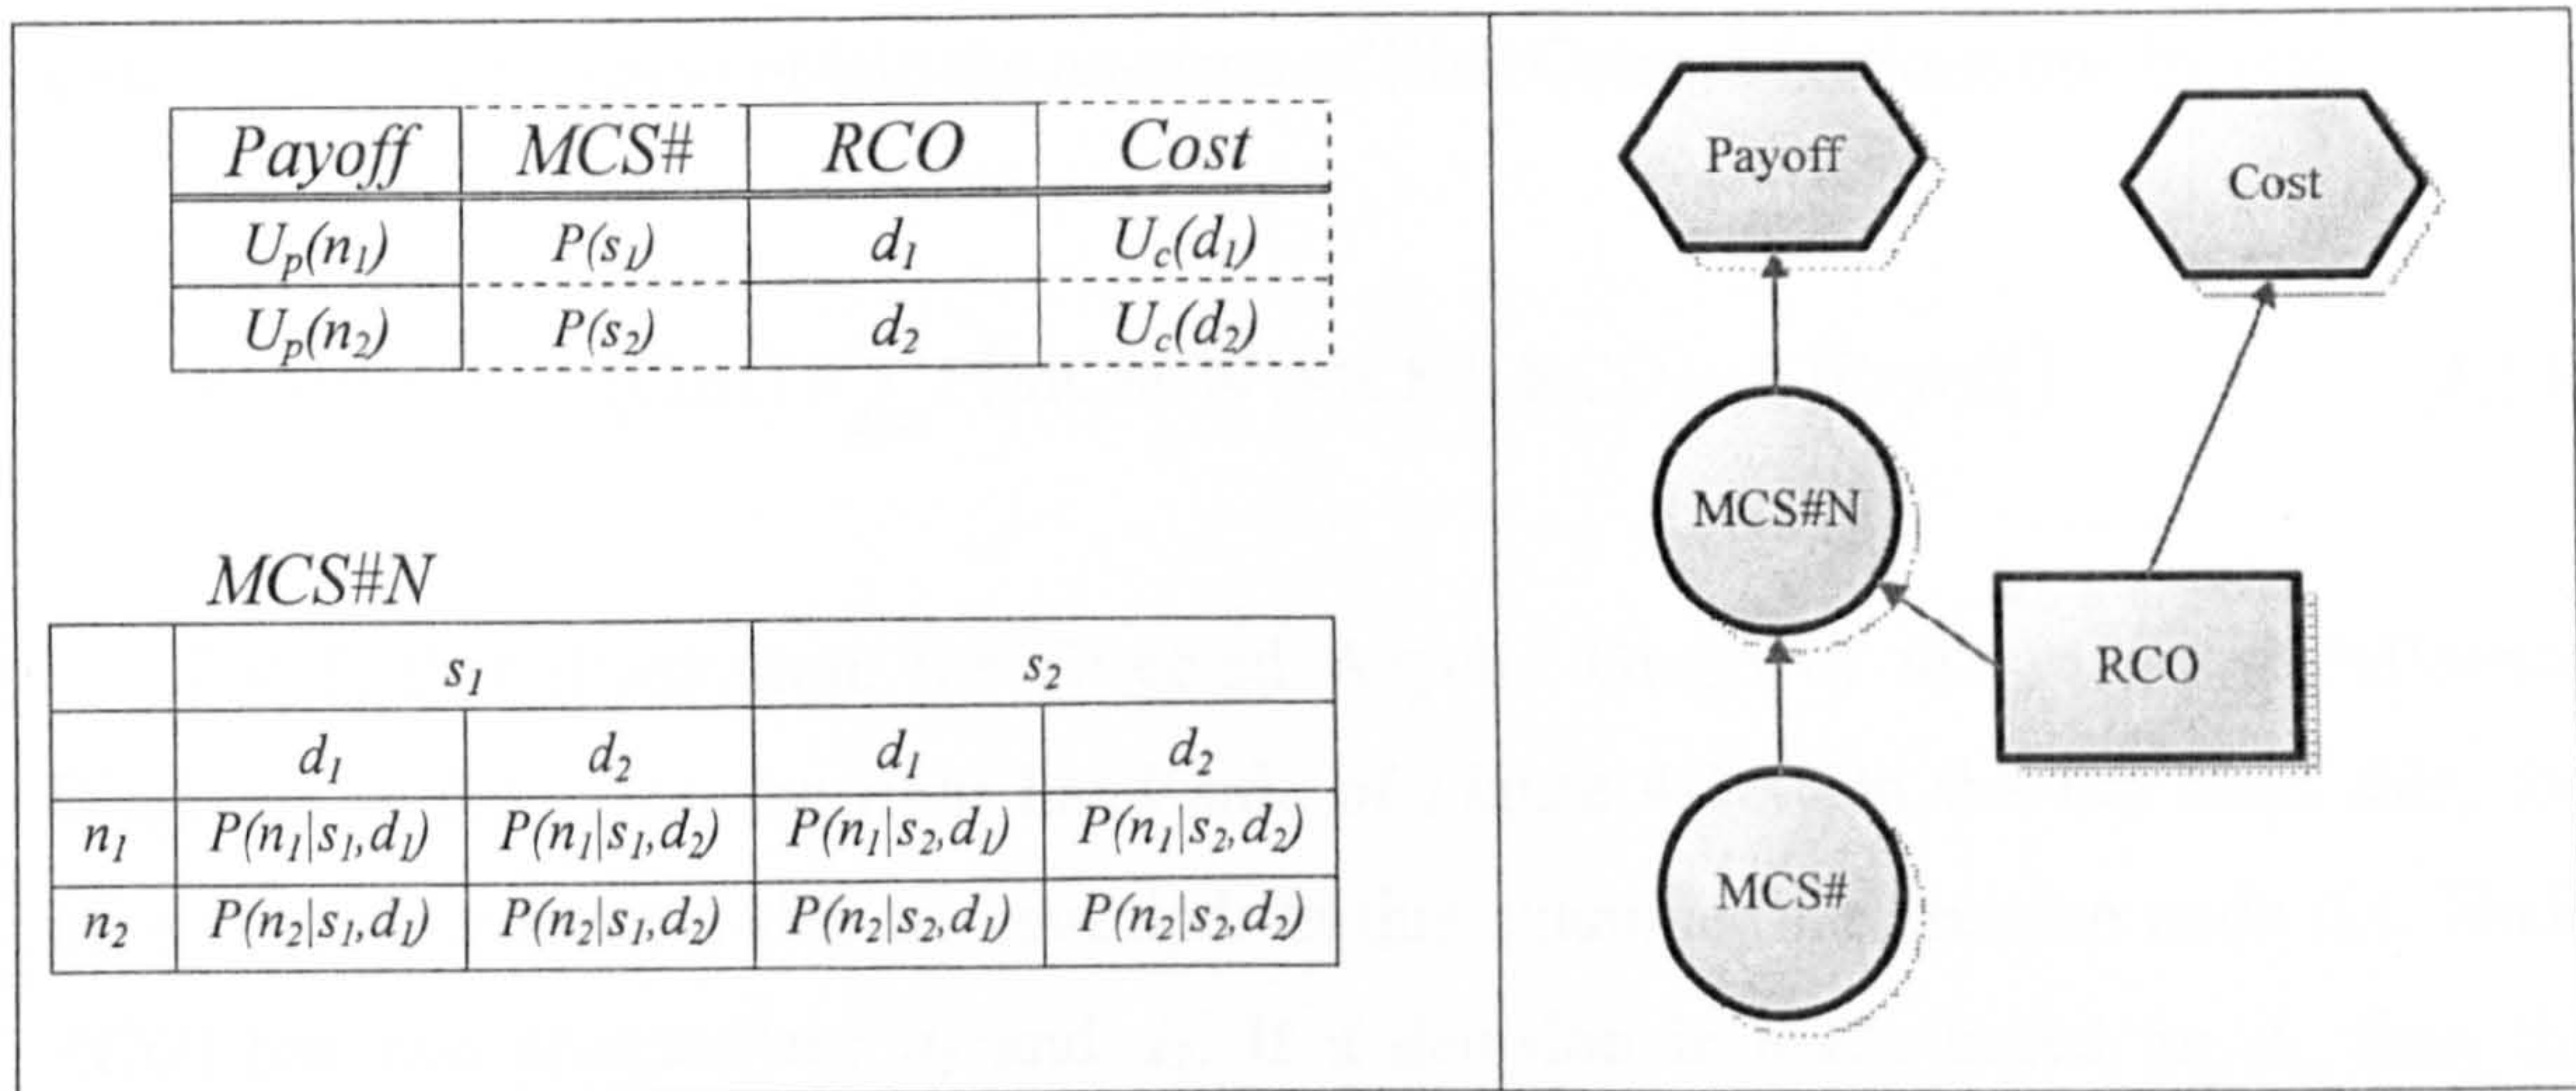 Payoff MCS# RCO Cost
Uₚ(n₁) P(s₁) d₁ U_c(d₁)
Uₚ(n₂) P(s₂) d₂ U_c(d₂)
MCS#N
s₁ s₂
d₁ d₂ d₁ d₂
n₁ P(n₁|s₁,d₁) P(n₁|s₁,d₂) P(n₁|s₂,d₁) P(n₁|s₂,d₂)
n₂ P(n₂|s₁,d₁) P(n₂|s₁,d₂) P(n₂|s₂,d₁) P(n₂|s₂,d₂)
Payoff
Cost
MCS#N
RCO
MCS#